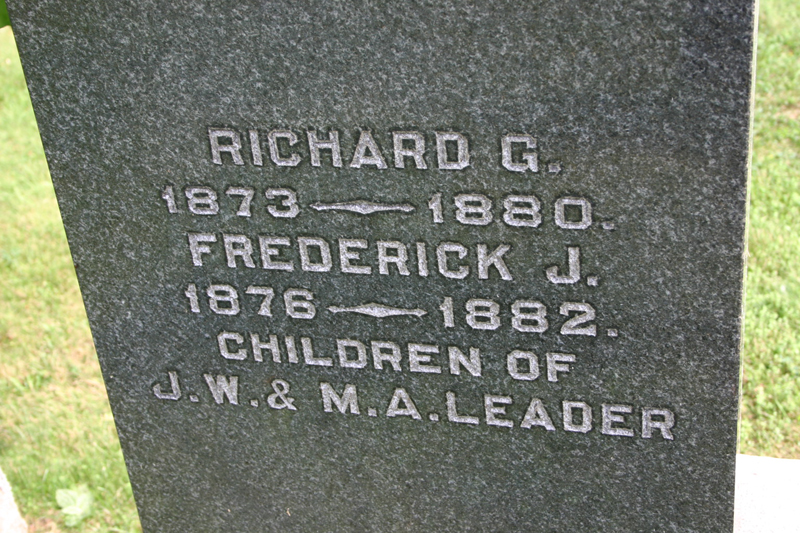 RICHARD G.
1873 — 1880.
FREDERICK J.
1876 — 1882.
CHILDREN OF
J.W. & M.A. LEADER